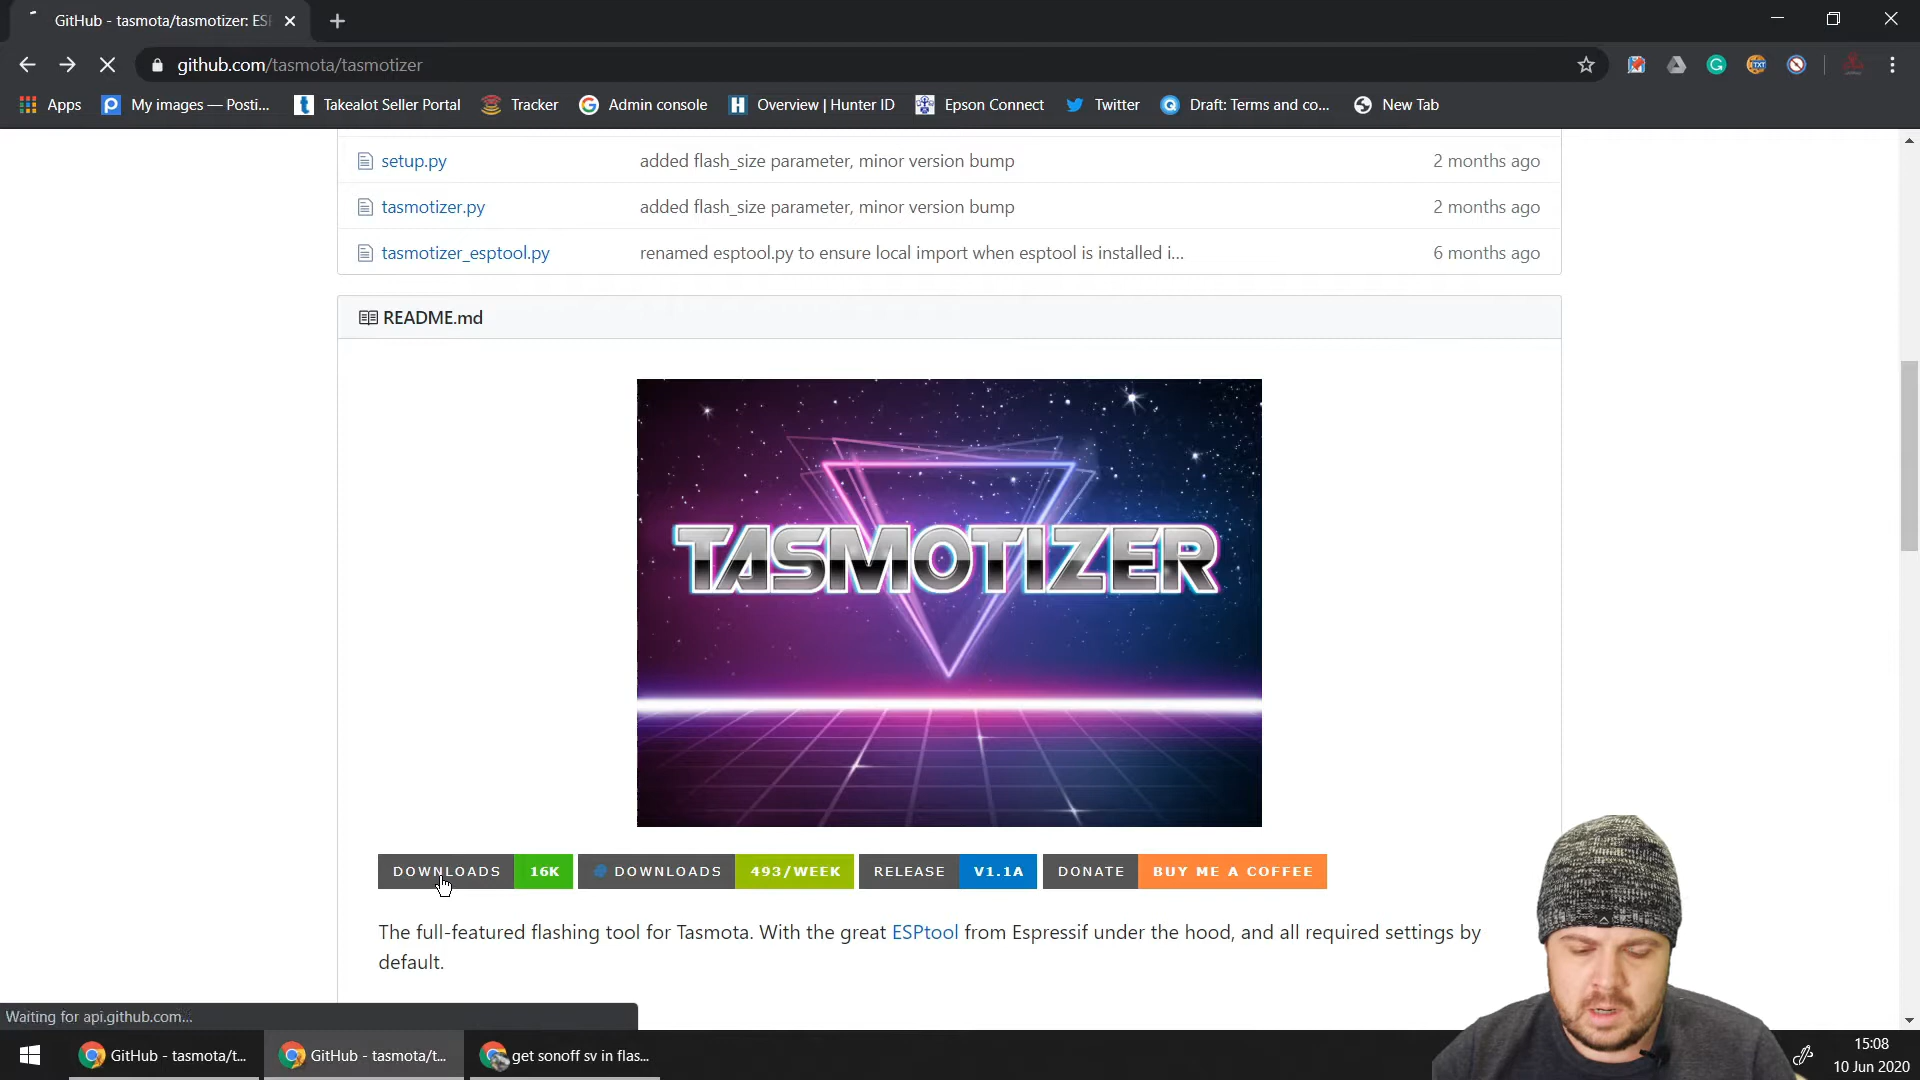 GitHub - tasmota/tasmotizer: ESP
github.com/tasmota/tasmotizer
Apps
My images — Posti...
Takealot Seller Portal
Tracker
Admin console
Overview | Hunter ID
Epson Connect
Twitter
Draft: Terms and co...
New Tab
setup.py added flash_size parameter, minor version bump 2 months ago
tasmotizer.py added flash_size parameter, minor version bump 2 months ago
tasmotizer_esptool.py renamed esptool.py to ensure local import when esptool is installed i... 6 months ago
README.md
TASMOTIZER
DOWNLOADS 16K DOWNLOADS 493/WEEK RELEASE V1.1A DONATE BUY ME A COFFEE
The full-featured flashing tool for Tasmota. With the great ESPtool from Espressif under the hood, and all required settings by
default.
Waiting for api.github.com...
GitHub - tasmota/t...
GitHub - tasmota/t...
get sonoff sv in flas...
15:08
10 Jun 2020